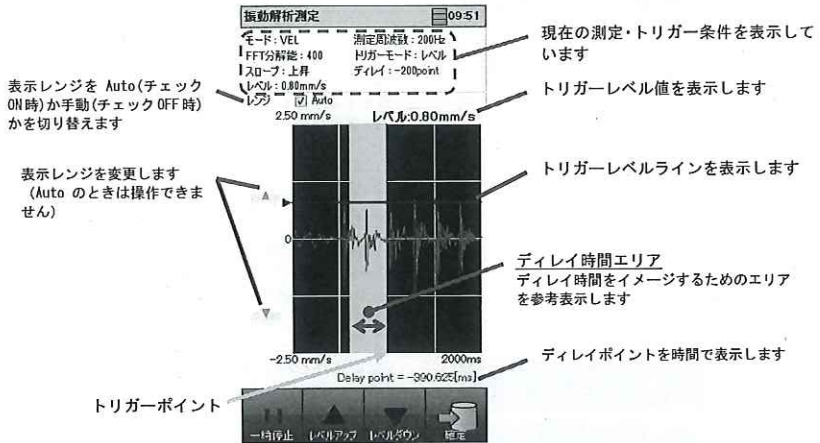 振動解析測定
09:51
モード：VEL
測定周波数：200Hz
FFT分解能：400
トリガーモード：レベル
スロープ：上昇
ディレイ：-200point
レベル：0.80mm/s
レンジ
Auto
2.50 mm/s
レベル:0.80mm/s
0
-2.50 mm/s
2000ms
Delay point = -390.625[ms]
一時停止
レベルアップ
レベルダウン
確定
表示レンジを Auto(チェック
ON時)か手動(チェック OFF 時)
かを切り替えます
表示レンジを変更します
（Auto のときは操作できま
せん）
トリガーポイント
現在の測定・トリガー条件を表示して
います
トリガーレベル値を表示します
トリガーレベルラインを表示します
ディレイ時間エリア
ディレイ時間をイメージするためのエリア
を参考表示します
ディレイポイントを時間で表示します